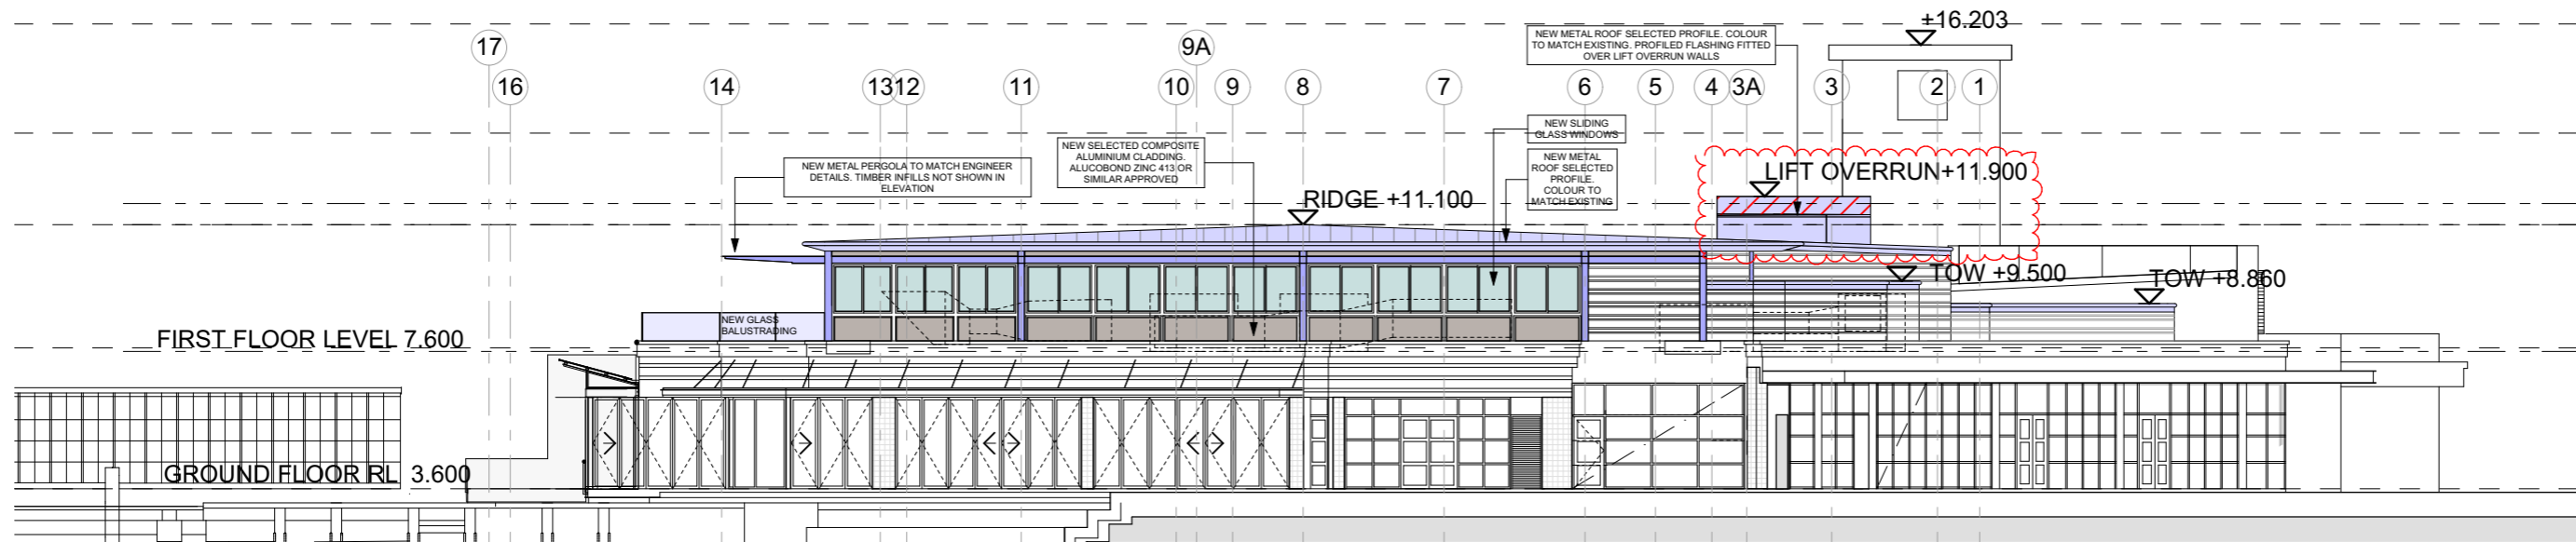 +16.203
17
9A
NEW METAL ROOF SELECTED PROFILE. COLOUR
TO MATCH EXISTING. PROFILED FLASHING FITTED
OVER LIFT OVERRUN WALLS
16
14
13
12
11
10
9
8
7
6
5
4
3A
3
2
1
NEW SLIDING
GLASS WINDOWS
NEW SELECTED COMPOSITE
ALUMINIUM CLADDING.
ALUCOBOND ZINC 413 OR
SIMILAR APPROVED
NEW METAL PERGOLA TO MATCH ENGINEER
DETAILS. TIMBER INFILLS NOT SHOWN IN
ELEVATION
NEW METAL
ROOF SELECTED
PROFILE.
COLOUR TO
MATCH EXISTING
LIFT OVERRUN+11.900
RIDGE +11.100
TOW +9.500
TOW +8.860
NEW GLASS
BALUSTRADING
FIRST FLOOR LEVEL 7.600
GROUND FLOOR RL 3.600